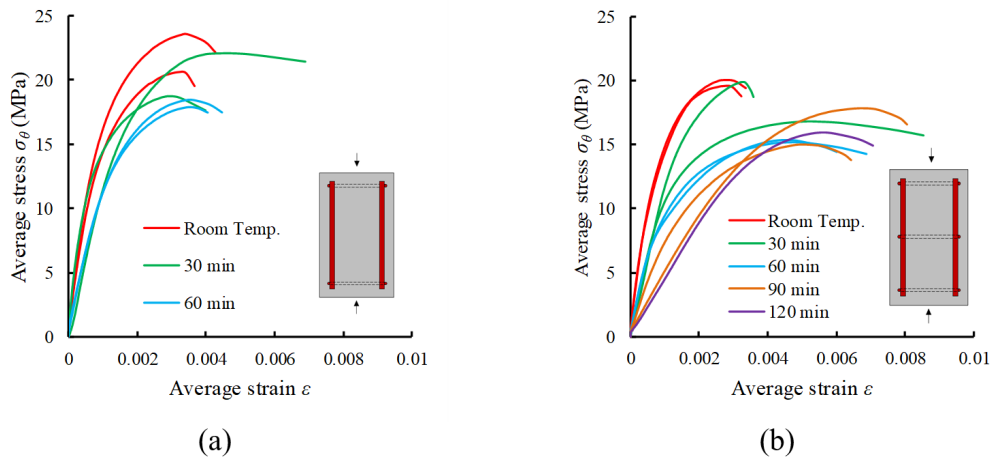 25
20
15
10
5
0
0
0.002
0.004
0.006
0.008
0.01
Average stress σθ (MPa)
Average strain ε
Room Temp.
30 min
60 min
(a)
25
20
15
10
5
0
0
0.002
0.004
0.006
0.008
0.01
Average stress σθ (MPa)
Average strain ε
Room Temp.
30 min
60 min
90 min
120 min
(b)